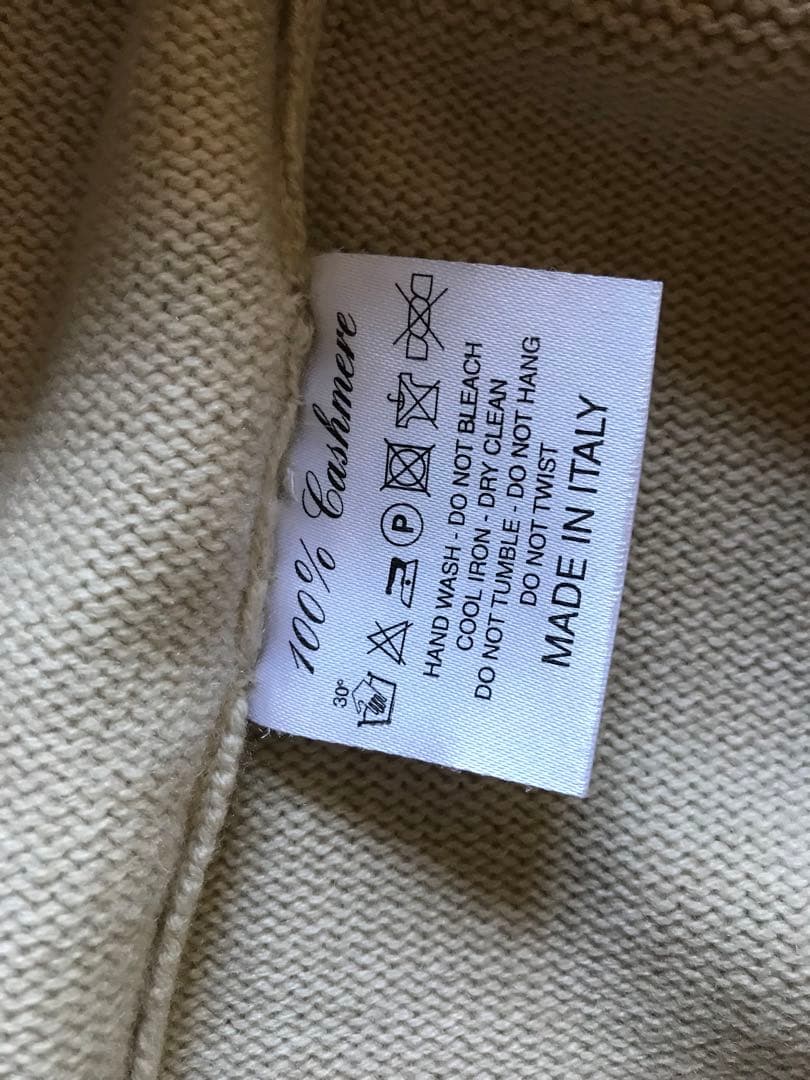 100% Cashmere
30°
P
HAND WASH - DO NOT BLEACH
COOL IRON - DRY CLEAN
DO NOT TUMBLE - DO NOT HANG
DO NOT TWIST
MADE IN ITALY